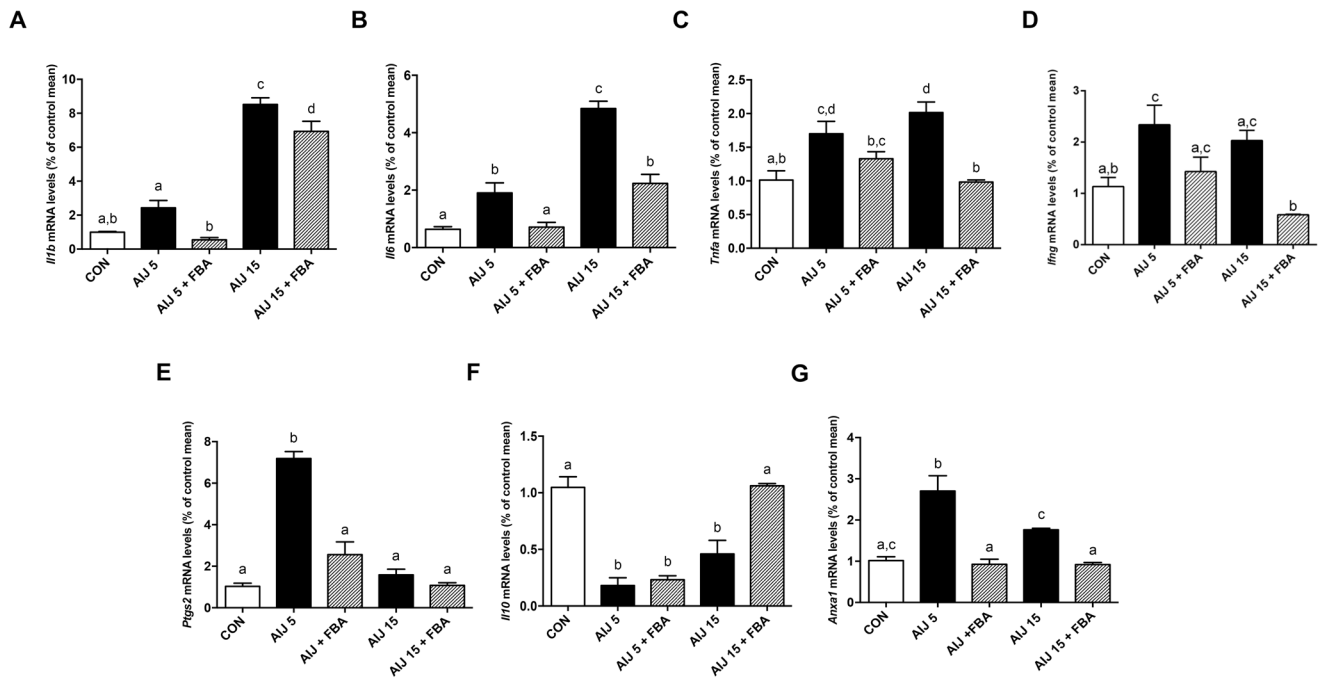 A
B
C
D
Il1b mRNA levels (% of control mean)
10
8
6
4
2
0
a,b
a
b
c
d
CON
AIJ 5
AIJ 5 + FBA
AIJ 15
AIJ 15 + FBA
Il6 mRNA levels (% of control mean)
6
4
2
0
a
b
a
c
b
CON
AIJ 5
AIJ 5 + FBA
AIJ 15
AIJ 15 + FBA
Tnfa mRNA levels (% of control mean)
2.5
2.0
1.5
1.0
0.5
0.0
a,b
c,d
b,c
d
b
CON
AIJ 5
AIJ 5 + FBA
AIJ 15
AIJ 15 + FBA
Ifng mRNA levels (% of control mean)
3
2
1
0
a,b
c
a,c
a,c
b
CON
AIJ 5
AIJ 5 + FBA
AIJ 15
AIJ 15 + FBA
E
F
G
Ptgs2 mRNA levels (% of control mean)
8
6
4
2
0
a
b
a
a
a
CON
AIJ 5
AIJ + FBA
AIJ 15
AIJ 15 + FBA
Il10 mRNA levels (% of control mean)
1.5
1.0
0.5
0.0
a
b
b
b
a
CON
AIJ 5
AIJ 5 + FBA
AIJ 15
AIJ 15 + FBA
Anxa1 mRNA levels (% of control mean)
4
3
2
1
0
a,c
b
a
c
a
CON
AIJ 5
AIJ +FBA
AIJ 15
AIJ 15 + FBA